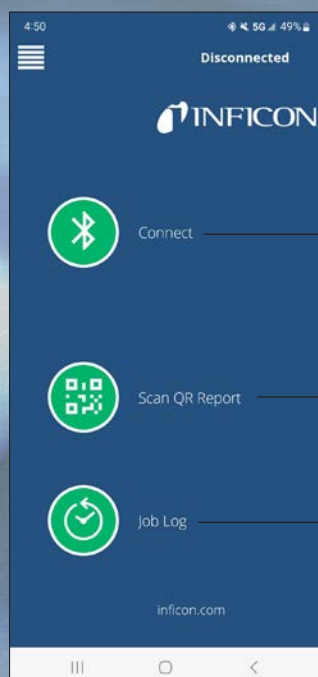 4:50 5G 49%
Disconnected
INFICON
Connect
Scan QR Report
Job Log
inficon.com